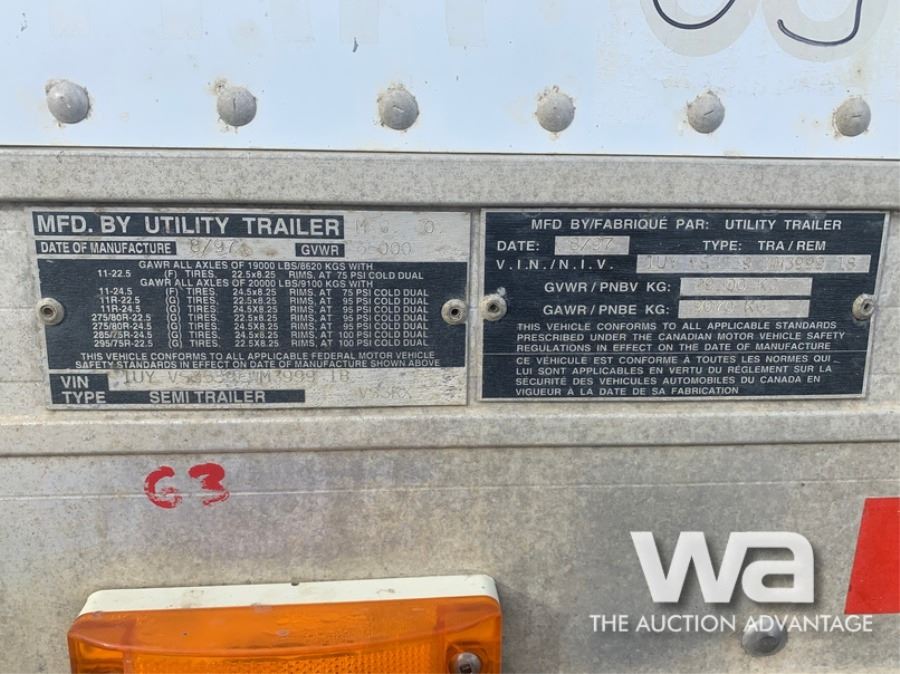 MFD. BY UTILITY TRAILER
DATE OF MANUFACTURE 8/97 GVWR 000
GAWR ALL AXLES OF 19000 LBS/8620 KGS WITH
11-22.5 (F) TIRES, 22.5x8.25 RIMS, AT 75 PSI COLD DUAL
GAWR ALL AXLES OF 20000 LBS/9100 KGS WITH
11-24.5 (F) TIRES, 24.5x8.25 RIMS, AT 75 PSI COLD DUAL
11R-22.5 (G) TIRES, 22.5x8.25 RIMS, AT 95 PSI COLD DUAL
11R-24.5 (G) TIRES, 24.5x8.25 RIMS, AT 95 PSI COLD DUAL
275/80R-22.5 (G) TIRES, 22.5x8.25 RIMS, AT 95 PSI COLD DUAL
275/80R-24.5 (G) TIRES, 24.5x8.25 RIMS, AT 95 PSI COLD DUAL
285/75R-24.5 (G) TIRES, 24.5x8.25 RIMS, AT 100 PSI COLD DUAL
295/75R-22.5 (G) TIRES, 22.5X8.25 RIMS, AT 100 PSI COLD DUAL
THIS VEHICLE CONFORMS TO ALL APPLICABLE FEDERAL MOTOR VEHICLE
SAFETY STANDARDS IN EFFECT ON THE DATE OF MANUFACTURE SHOWN ABOVE
VIN 1UY
TYPE SEMI TRAILER
MFD BY/FABRIQUÉ PAR: UTILITY TRAILER
DATE: 8/97 TYPE: TRA/REM
V.I.N./N.I.V. 1UY
GVWR/PNBV KG:
GAWR/PNBE KG:
THIS VEHICLE CONFORMS TO ALL APPLICABLE STANDARDS
PRESCRIBED UNDER THE CANADIAN MOTOR VEHICLE SAFETY
REGULATIONS IN EFFECT ON THE DATE OF MANUFACTURE
CE VÉHICULE EST CONFORME À TOUTES LES NORMES QUI
LUI SONT APPLICABLES EN VERTU DU RÈGLEMENT SUR LA
SÉCURITÉ DES VEHICULES AUTOMOBILES DU CANADA EN
VIGUEUR À LA DATE DE SA FABRICATION
G3
wa
THE AUCTION ADVANTAGE